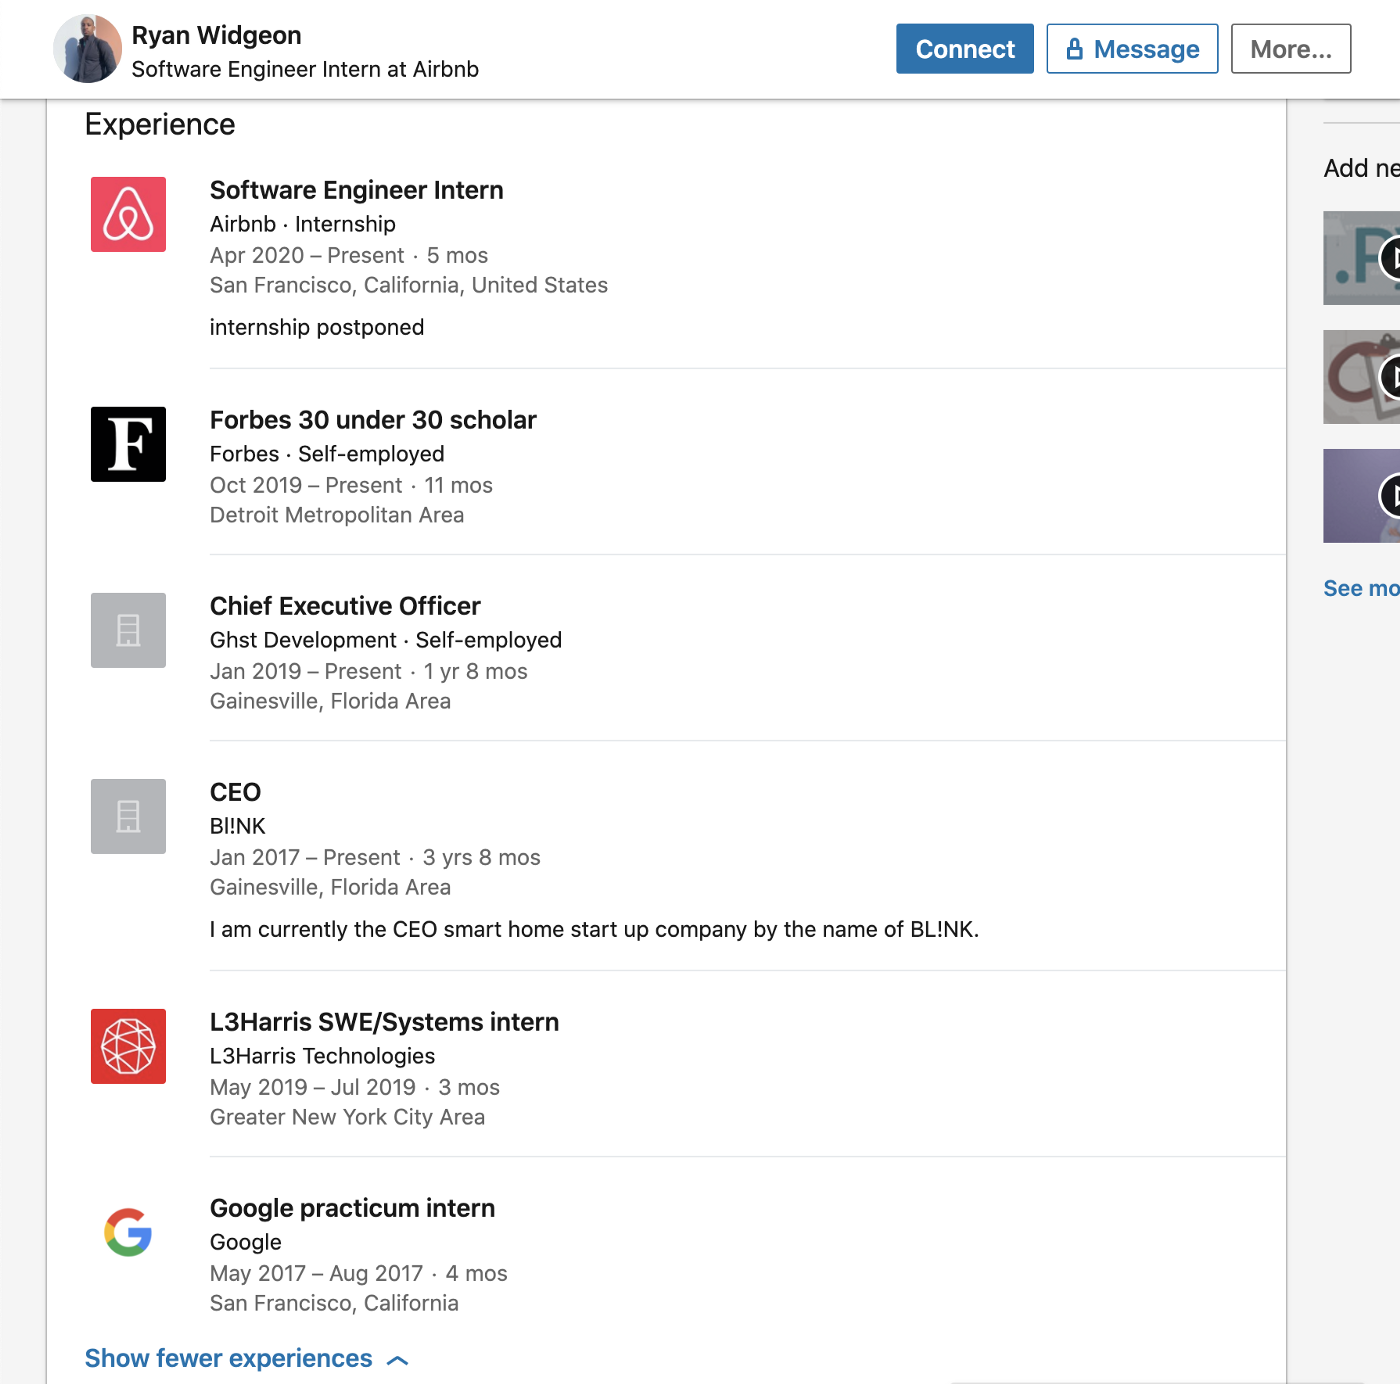 Ryan Widgeon
Software Engineer Intern at Airbnb
Connect
Message
More...
Experience
Software Engineer Intern
Airbnb · Internship
Apr 2020 – Present · 5 mos
San Francisco, California, United States
internship postponed
F
Forbes 30 under 30 scholar
Forbes · Self-employed
Oct 2019 – Present · 11 mos
Detroit Metropolitan Area
Chief Executive Officer
Ghst Development · Self-employed
Jan 2019 – Present · 1 yr 8 mos
Gainesville, Florida Area
CEO
Bl!NK
Jan 2017 – Present · 3 yrs 8 mos
Gainesville, Florida Area
I am currently the CEO smart home start up company by the name of BL!NK.
L3Harris SWE/Systems intern
L3Harris Technologies
May 2019 – Jul 2019 · 3 mos
Greater New York City Area
G
Google practicum intern
Google
May 2017 – Aug 2017 · 4 mos
San Francisco, California
Show fewer experiences
Add ne
See mo